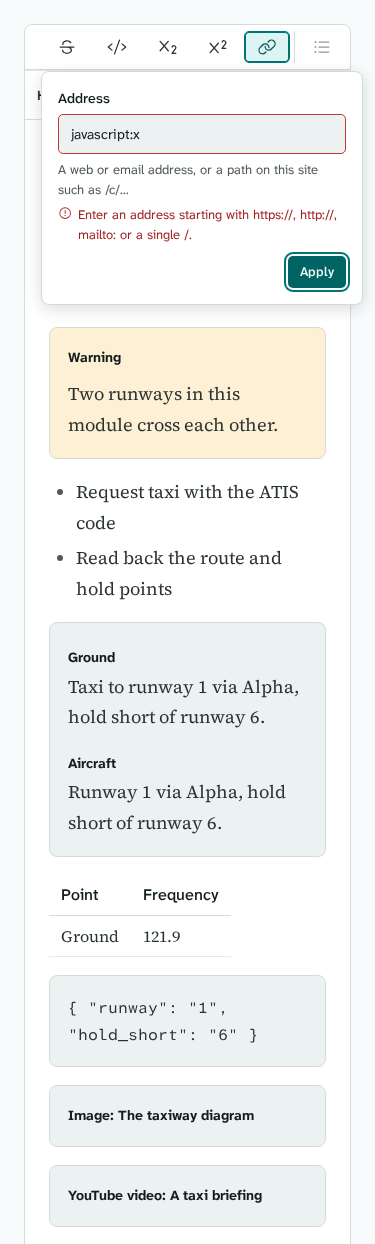 S
</>
X2
X2
H
Address
javascript:x
A web or email address, or a path on this site
such as /c/...
Enter an address starting with https://, http://,
mailto: or a single /.
Apply
Warning
Two runways in this
module cross each other.
Request taxi with the ATIS
code
Read back the route and
hold points
Ground
Taxi to runway 1 via Alpha,
hold short of runway 6.
Aircraft
Runway 1 via Alpha, hold
short of runway 6.
Point Frequency
Ground 121.9
{ "runway": "1",
"hold_short": "6" }
Image: The taxiway diagram
YouTube video: A taxi briefing